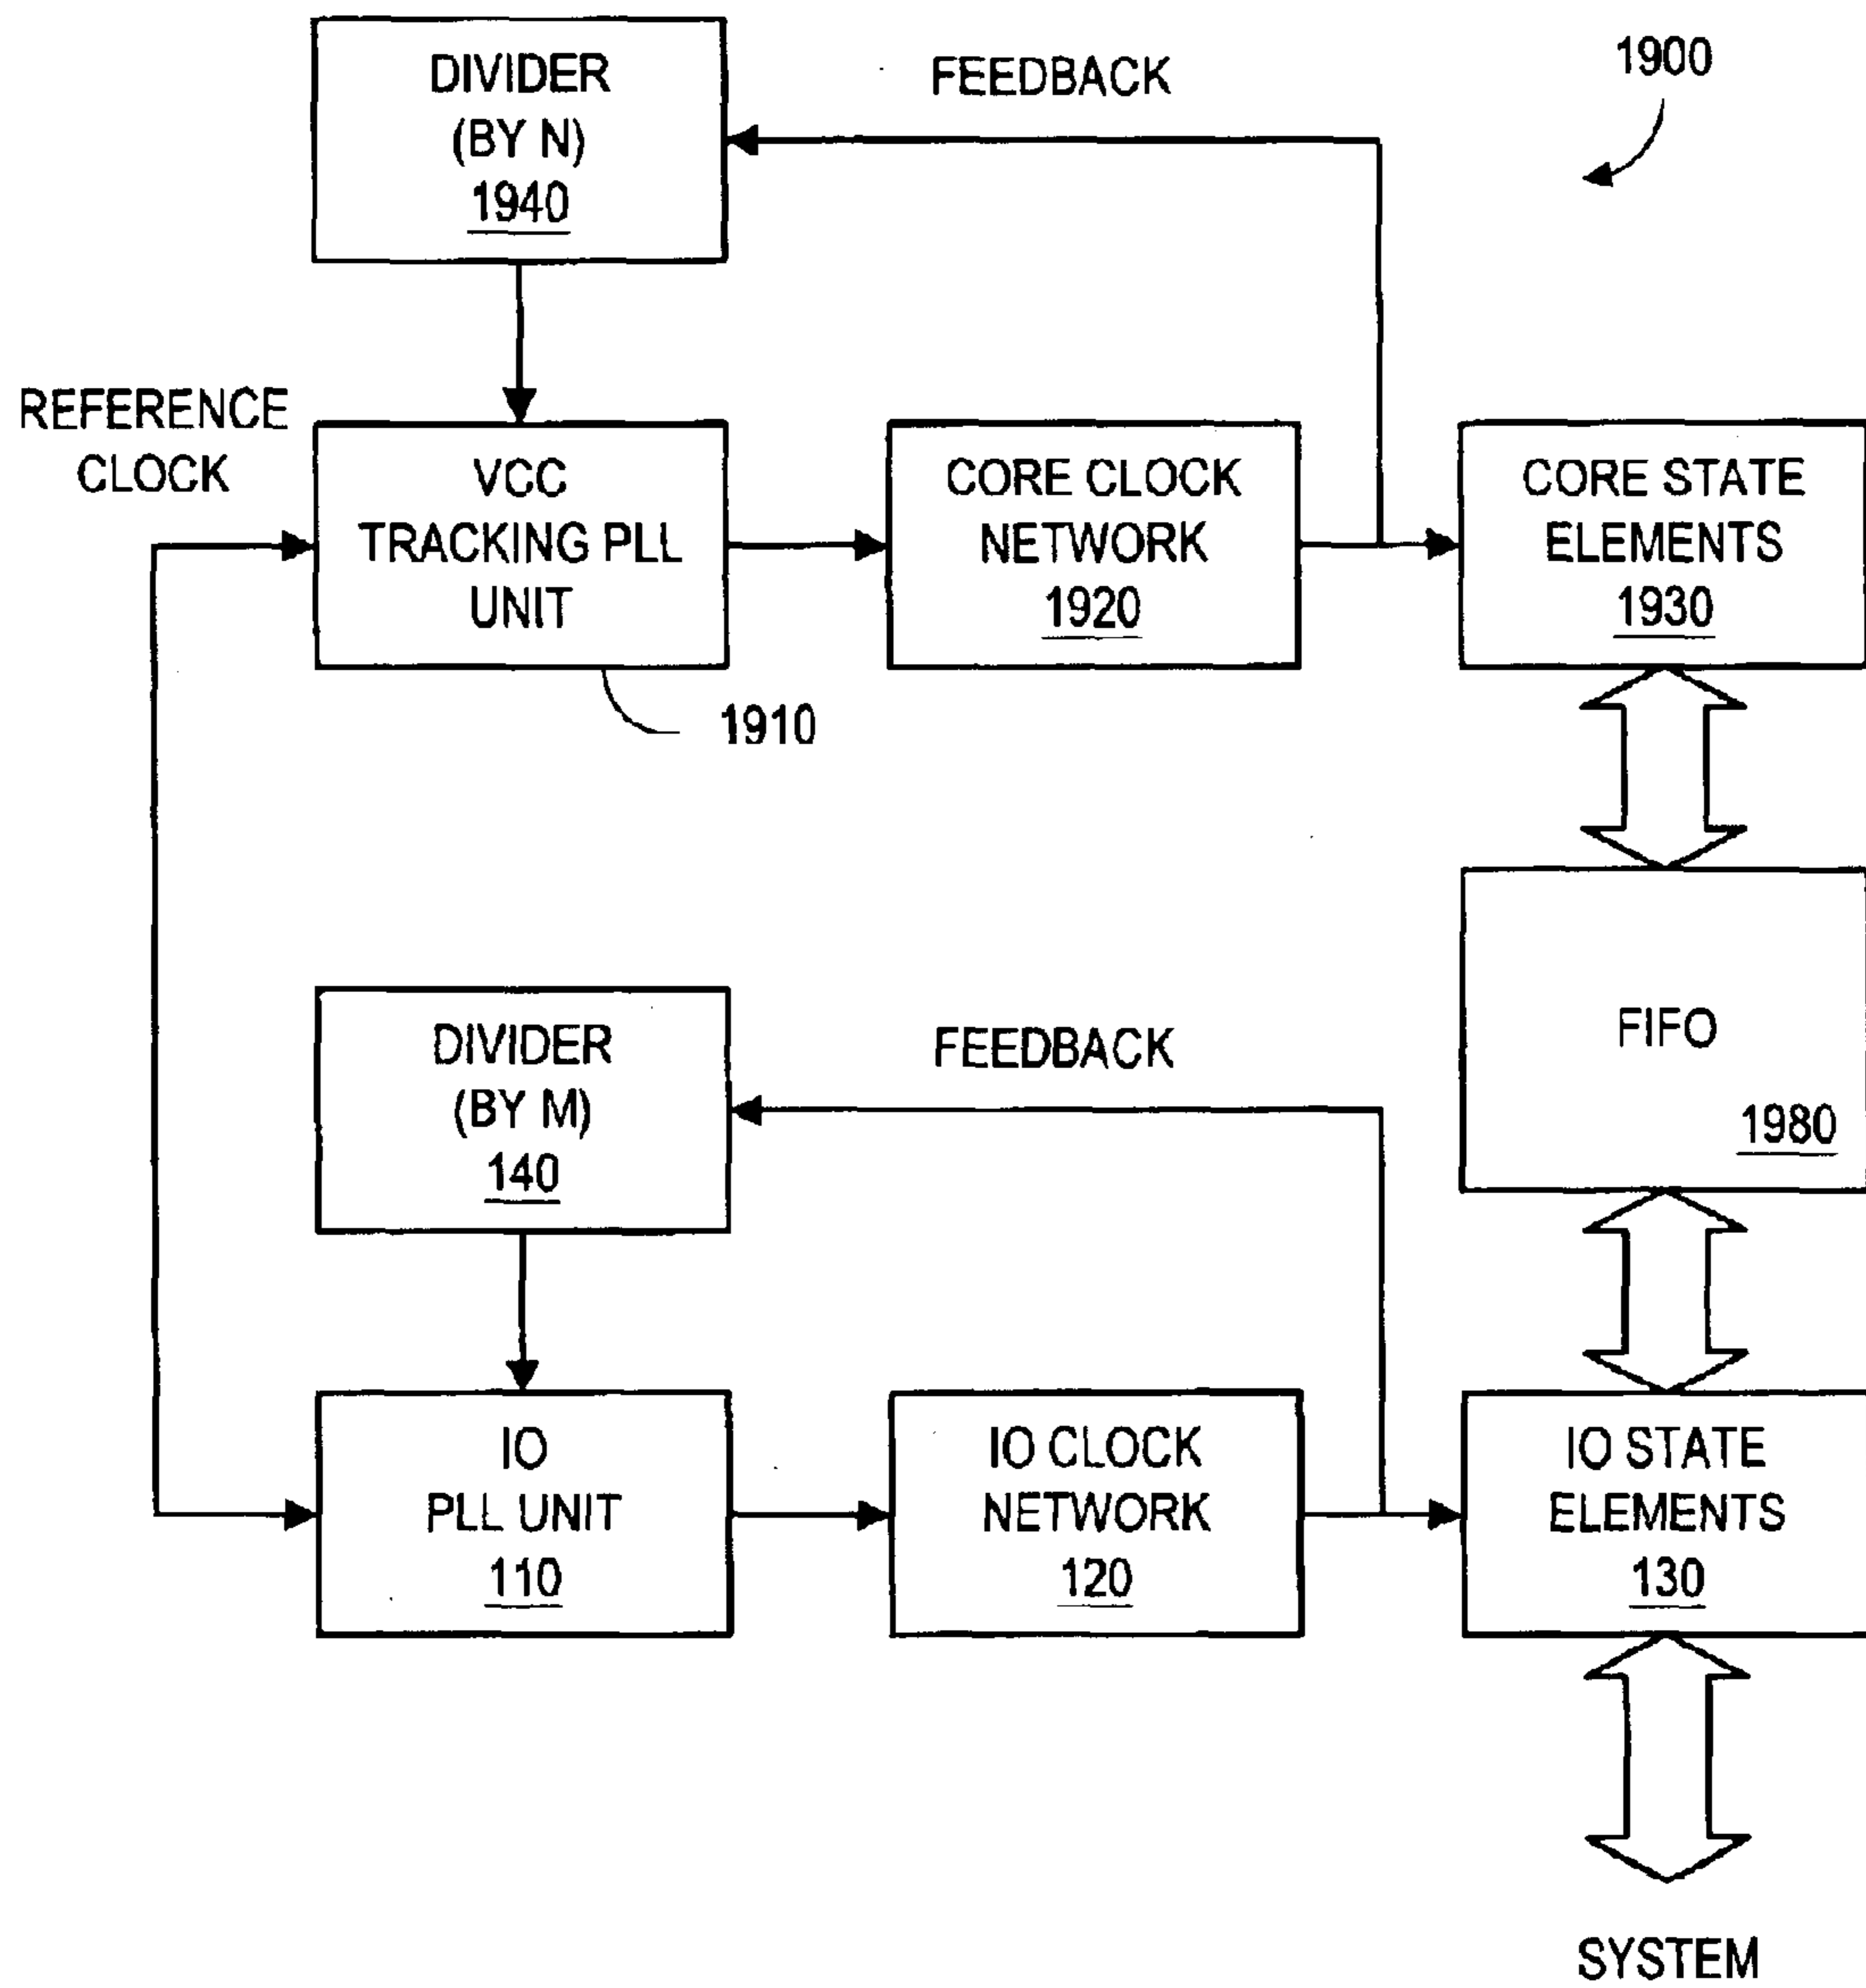 DIVIDER
(BY N)
1940
FEEDBACK
1900
REFERENCE
CLOCK
VCC
TRACKING PLL
UNIT
1910
CORE CLOCK
NETWORK
1920
CORE STATE
ELEMENTS
1930
FIFO
1980
DIVIDER
(BY M)
140
FEEDBACK
IO
PLL UNIT
110
IO CLOCK
NETWORK
120
IO STATE
ELEMENTS
130
SYSTEM